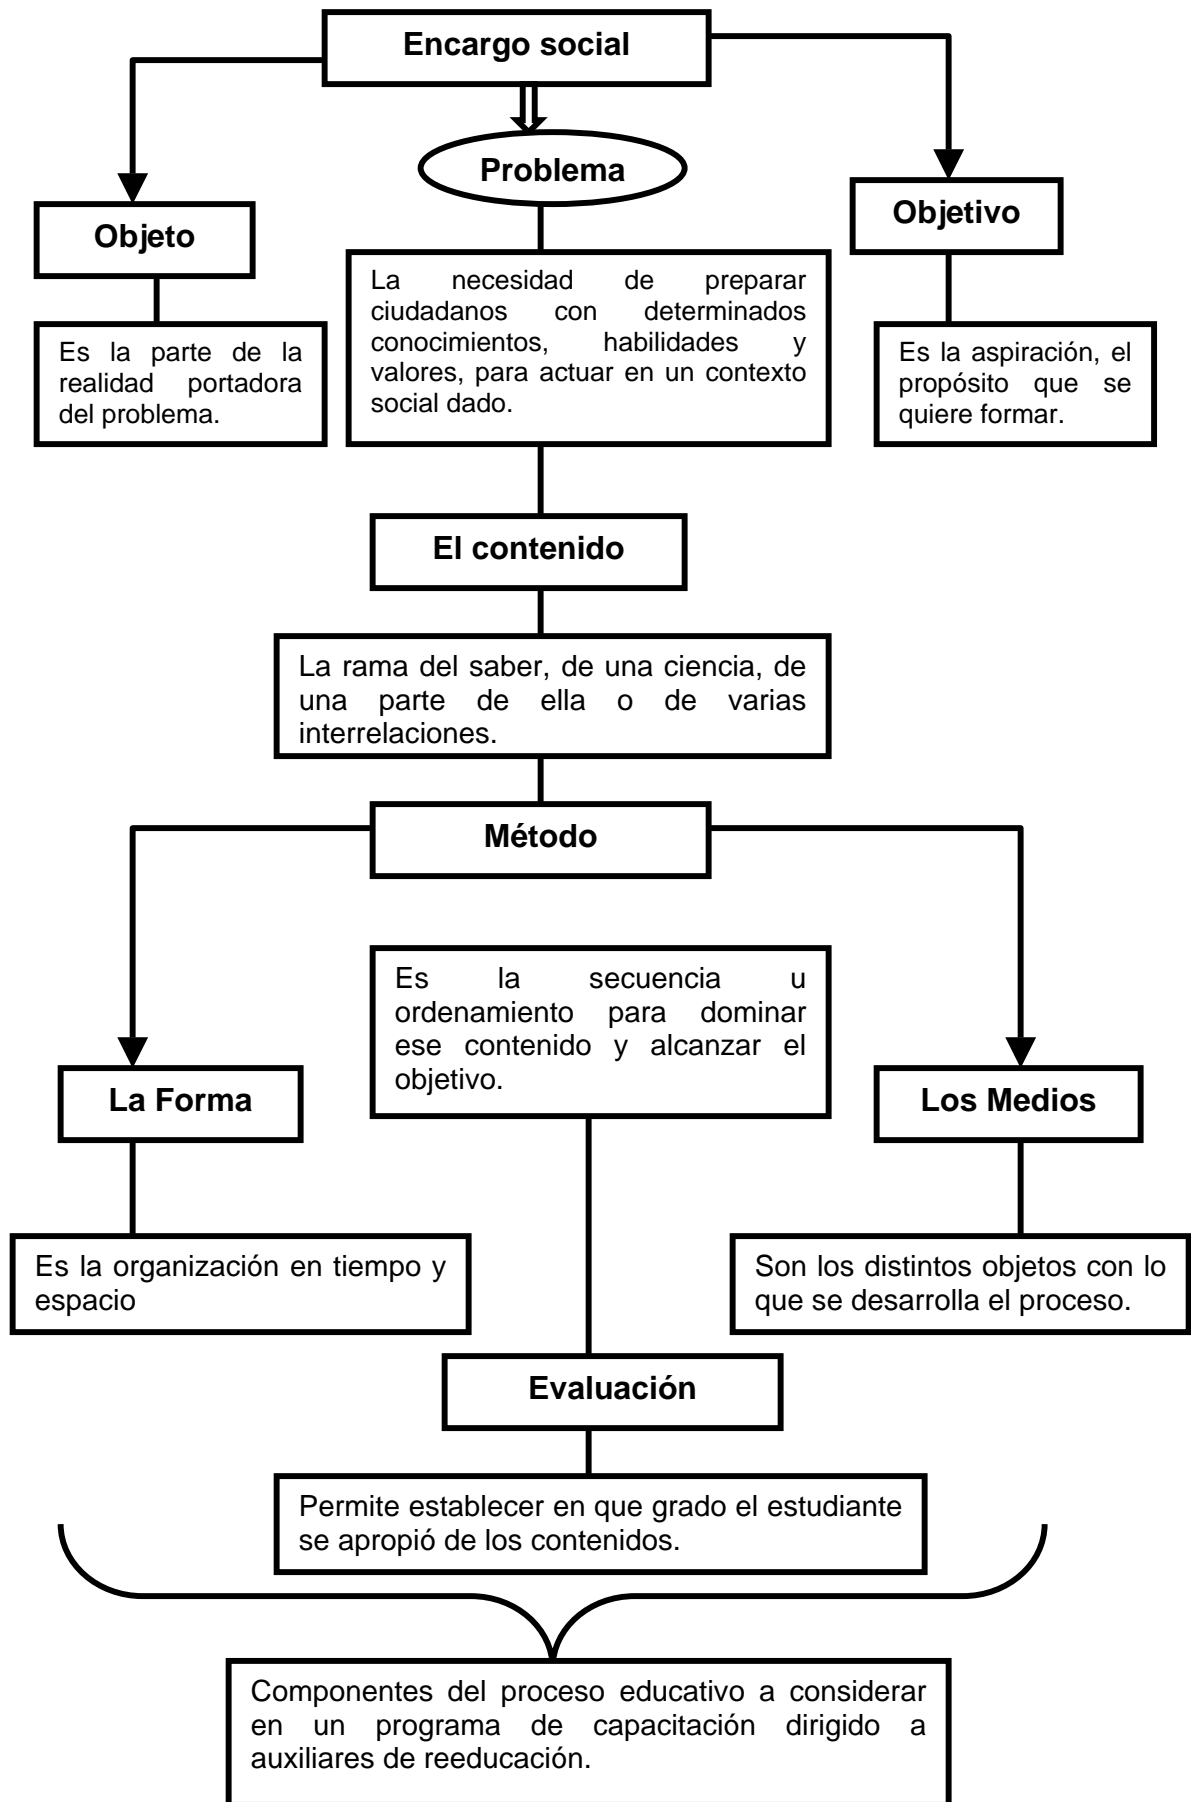 Encargo social
Problema
Objeto
Objetivo
La necesidad de preparar
ciudadanos con determinados
conocimientos, habilidades y
valores, para actuar en un contexto
social dado.
Es la parte de la
realidad portadora
del problema.
Es la aspiración, el
propósito que se
quiere formar.
El contenido
La rama del saber, de una ciencia, de
una parte de ella o de varias
interrelaciones.
Método
Es la secuencia u
ordenamiento para dominar
ese contenido y alcanzar el
objetivo.
La Forma
Los Medios
Es la organización en tiempo y
espacio
Son los distintos objetos con lo
que se desarrolla el proceso.
Evaluación
Permite establecer en que grado el estudiante
se apropió de los contenidos.
Componentes del proceso educativo a considerar
en un programa de capacitación dirigido a
auxiliares de reeducación.